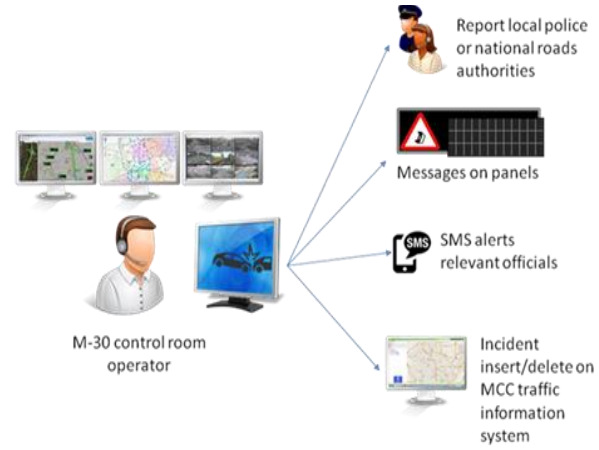 Report local police
or national roads
authorities
Messages on panels
SMS
SMS alerts
relevant officials
M-30 control room
operator
Incident
insert/delete on
MCC traffic
information
system